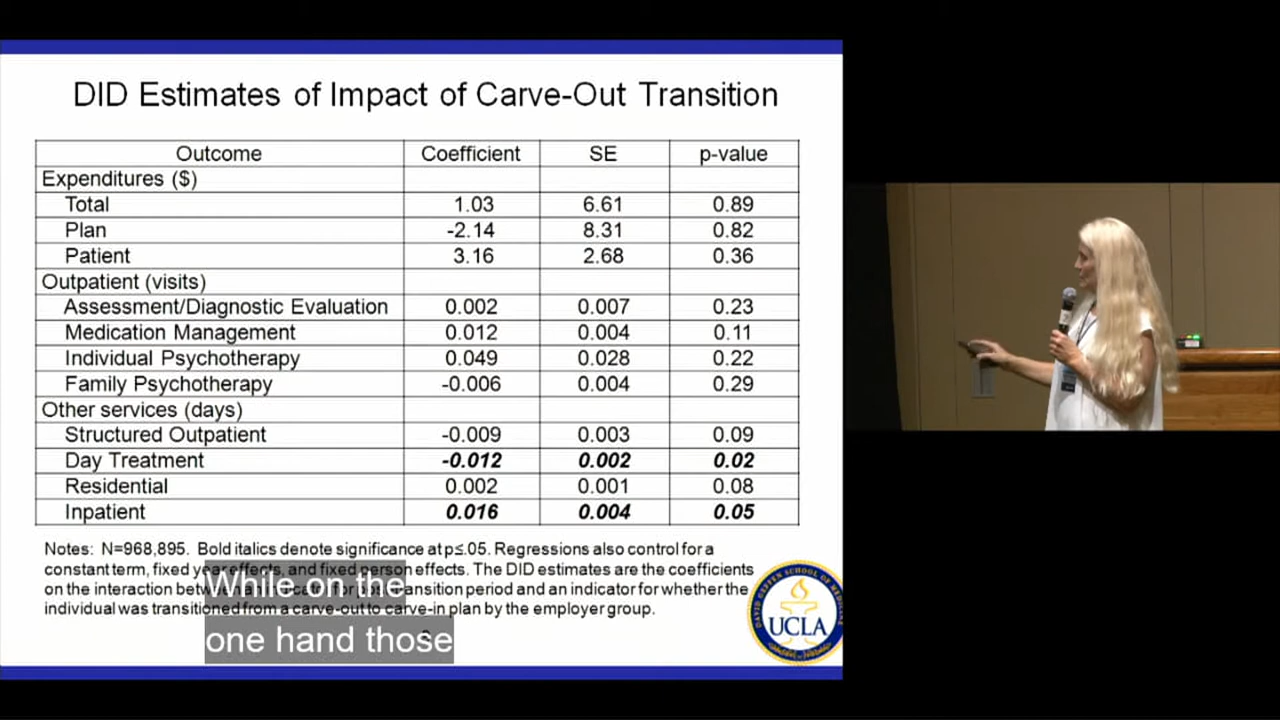 DID Estimates of Impact of Carve-Out Transition
Outcome Coefficient SE p-value
Expenditures ($)
Total 1.03 6.61 0.89
Plan -2.14 8.31 0.82
Patient 3.16 2.68 0.36
Outpatient (visits)
Assessment/Diagnostic Evaluation 0.002 0.007 0.23
Medication Management 0.012 0.004 0.11
Individual Psychotherapy 0.049 0.028 0.22
Family Psychotherapy -0.006 0.004 0.29
Other services (days)
Structured Outpatient -0.009 0.003 0.09
Day Treatment -0.012 0.002 0.02
Residential 0.002 0.001 0.08
Inpatient 0.016 0.004 0.05
Notes: N=968,895. Bold italics denote significance at p≤.05. Regressions also control for a
constant term, fixed year effects, and fixed person effects. The DID estimates are the coefficients
on the interaction between an indicator for post transition period and an indicator for whether the
individual was transitioned from a carve-out to carve-in plan by the employer group.
While on the
one hand those
DAVID GEFFEN SCHOOL OF MEDICINE
UCLA